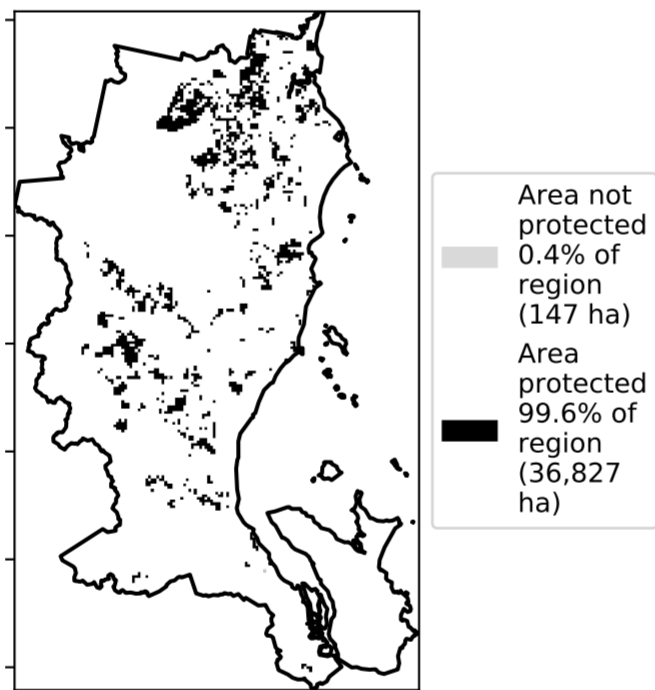 Area not
protected
0.4% of
region
(147 ha)
Area
protected
99.6% of
region
(36,827
ha)